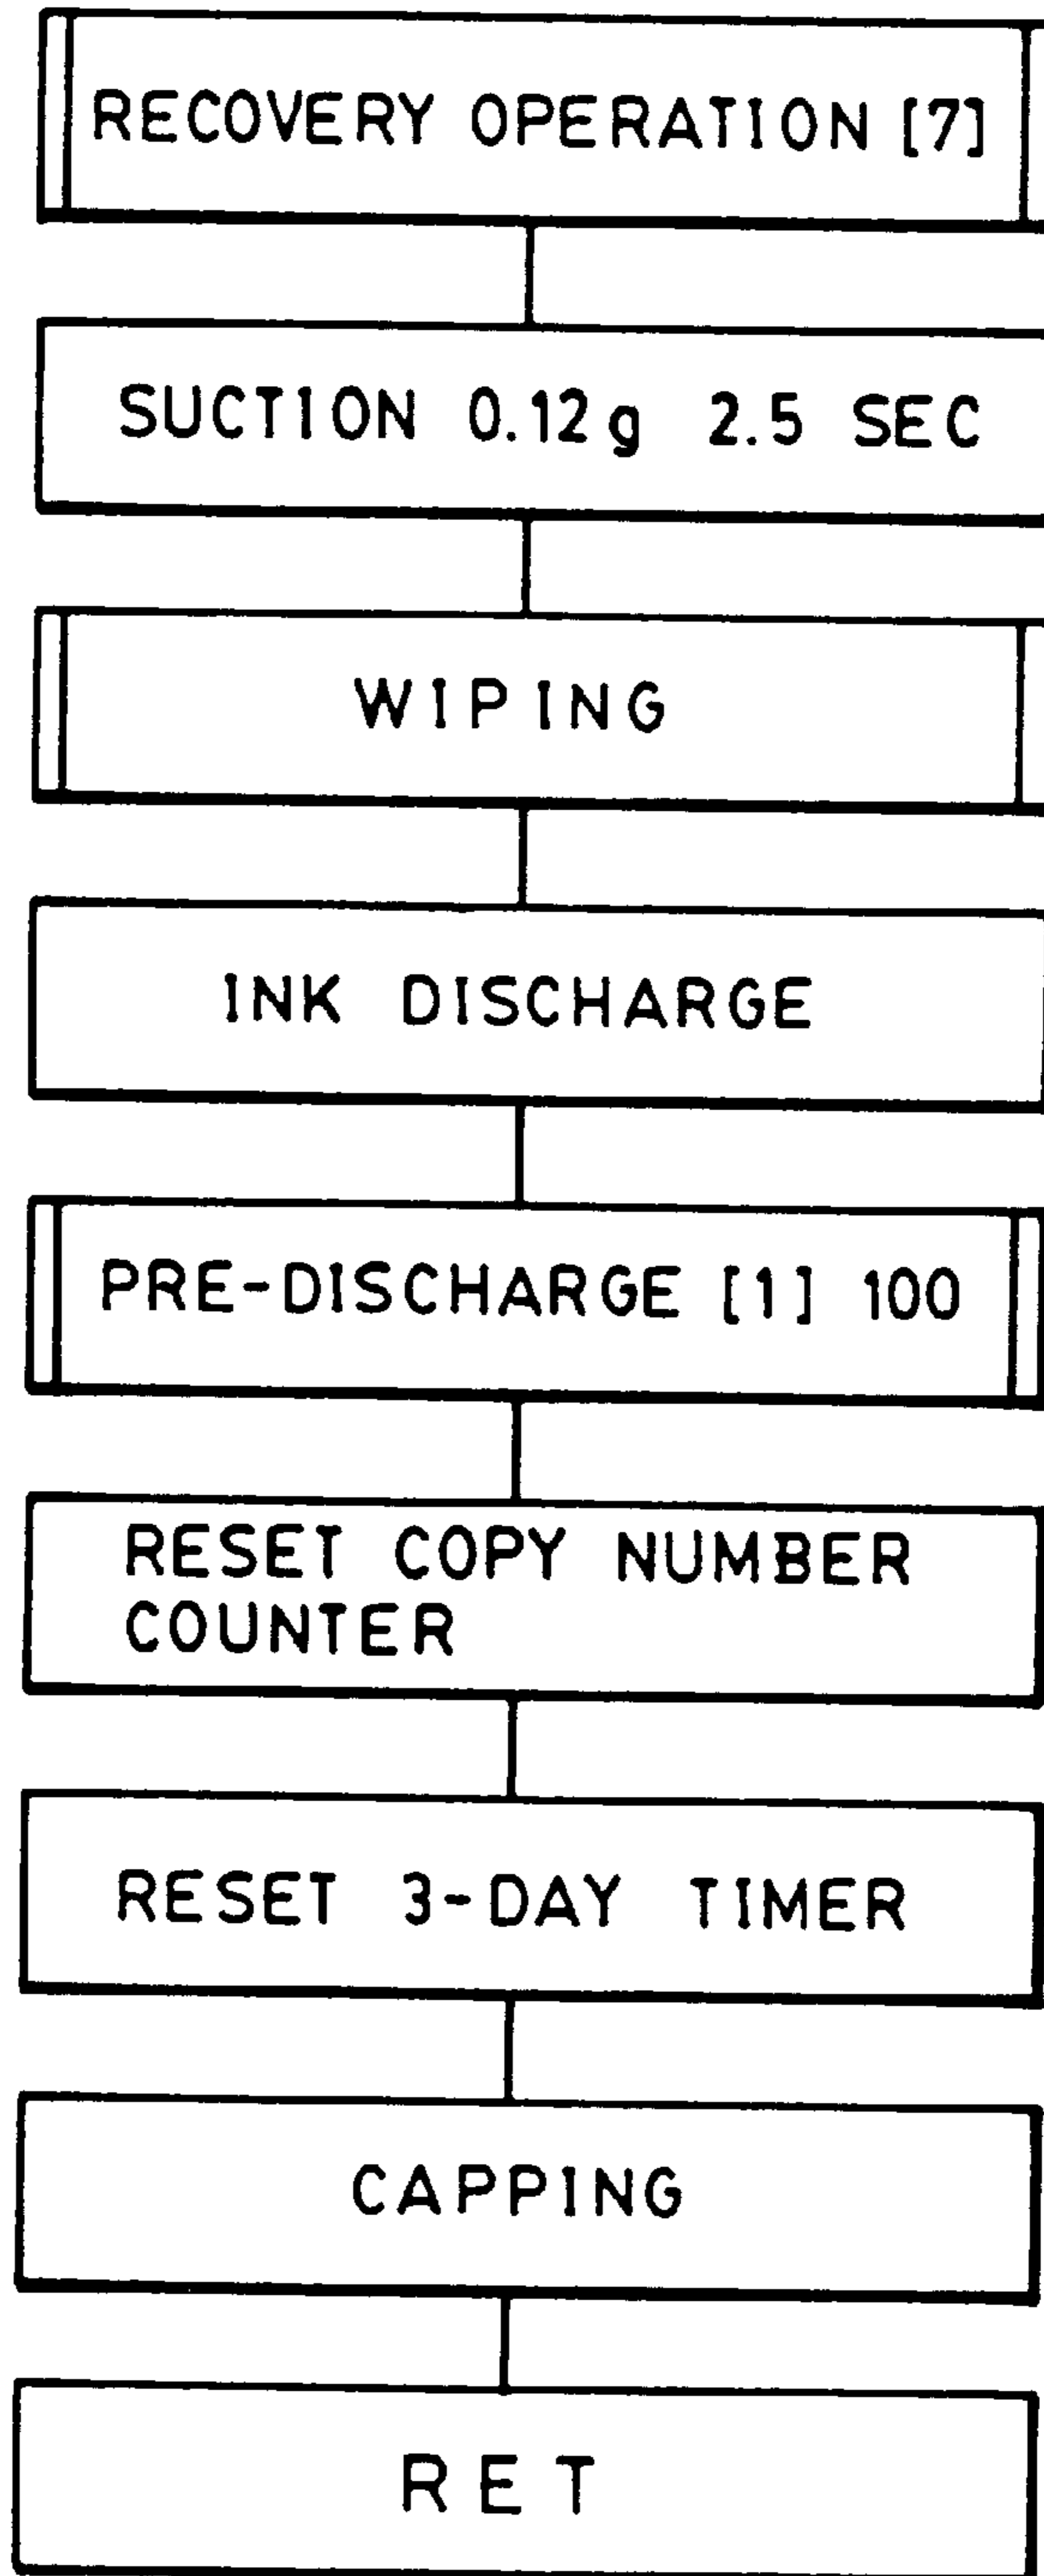 RECOVERY OPERATION [7]
SUCTION 0.12g 2.5 SEC
WIPING
INK DISCHARGE
PRE-DISCHARGE [1] 100
RESET COPY NUMBER
COUNTER
RESET 3-DAY TIMER
CAPPING
RET